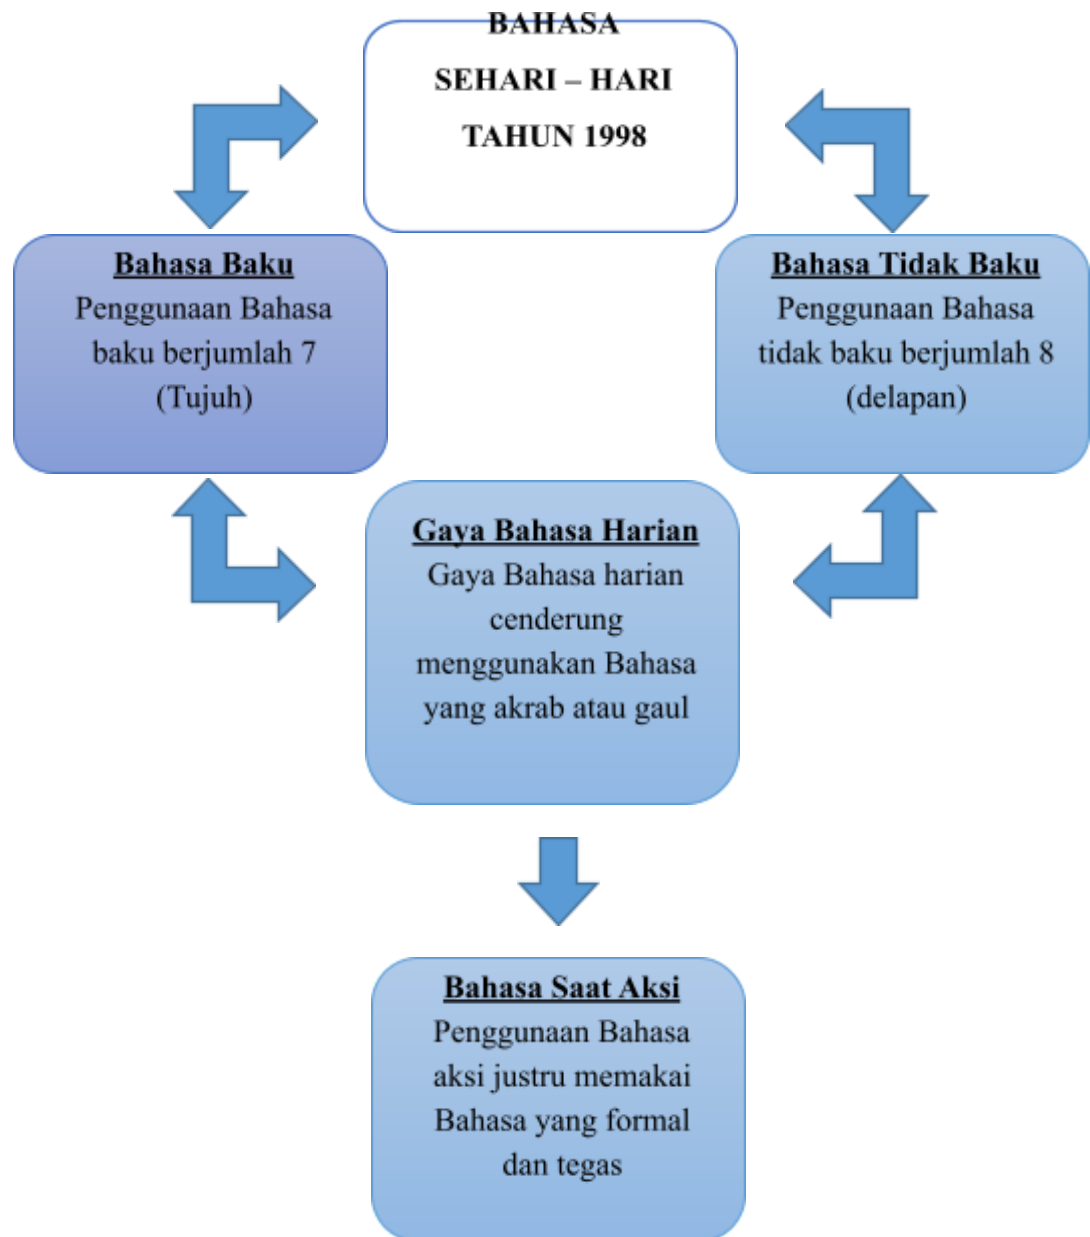 BAHASA
SEHARI – HARI
TAHUN 1998
Bahasa Baku
Penggunaan Bahasa
baku berjumlah 7
(Tujuh)
Bahasa Tidak Baku
Penggunaan Bahasa
tidak baku berjumlah 8
(delapan)
Gaya Bahasa Harian
Gaya Bahasa harian
cenderung
menggunakan Bahasa
yang akrab atau gaul
Bahasa Saat Aksi
Penggunaan Bahasa
aksi justru memakai
Bahasa yang formal
dan tegas